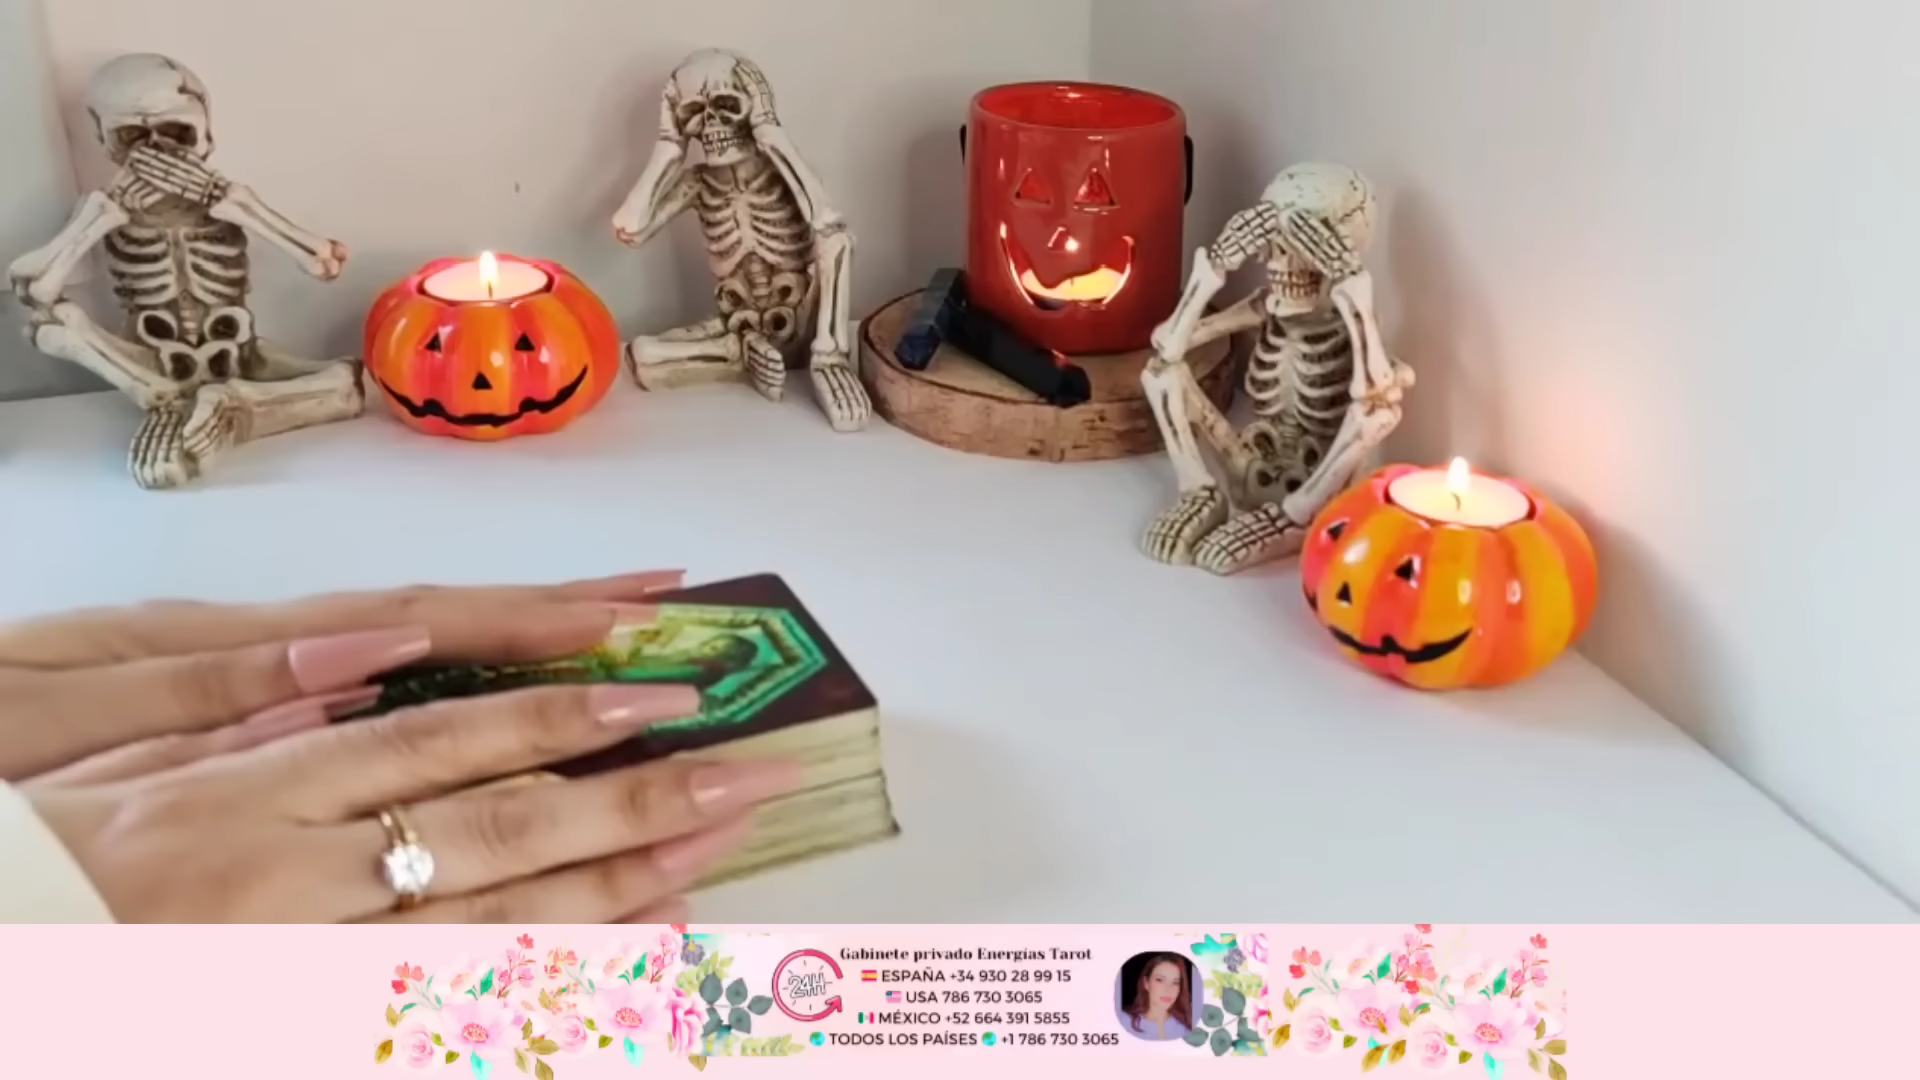 Gabinete privado Energías Tarot
24H
ESPAÑA +34 930 28 99 15
USA 786 730 3065
MÉXICO +52 664 391 5855
TODOS LOS PAÍSES +1 786 730 3065